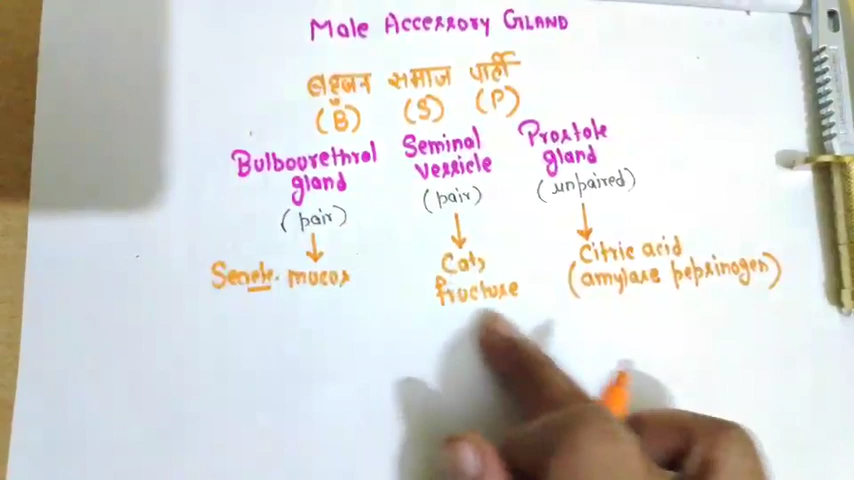 Male Accessory GLAND
बहुजन समाज पार्टी
(B) (S) (P)
Bulbourethral gland
Seminal vessicle
Prostate gland
(pair) (pair) (unpaired)
Secrete mucos
Ca+,
fructose
Citric acid
(amylase pepsinogen)